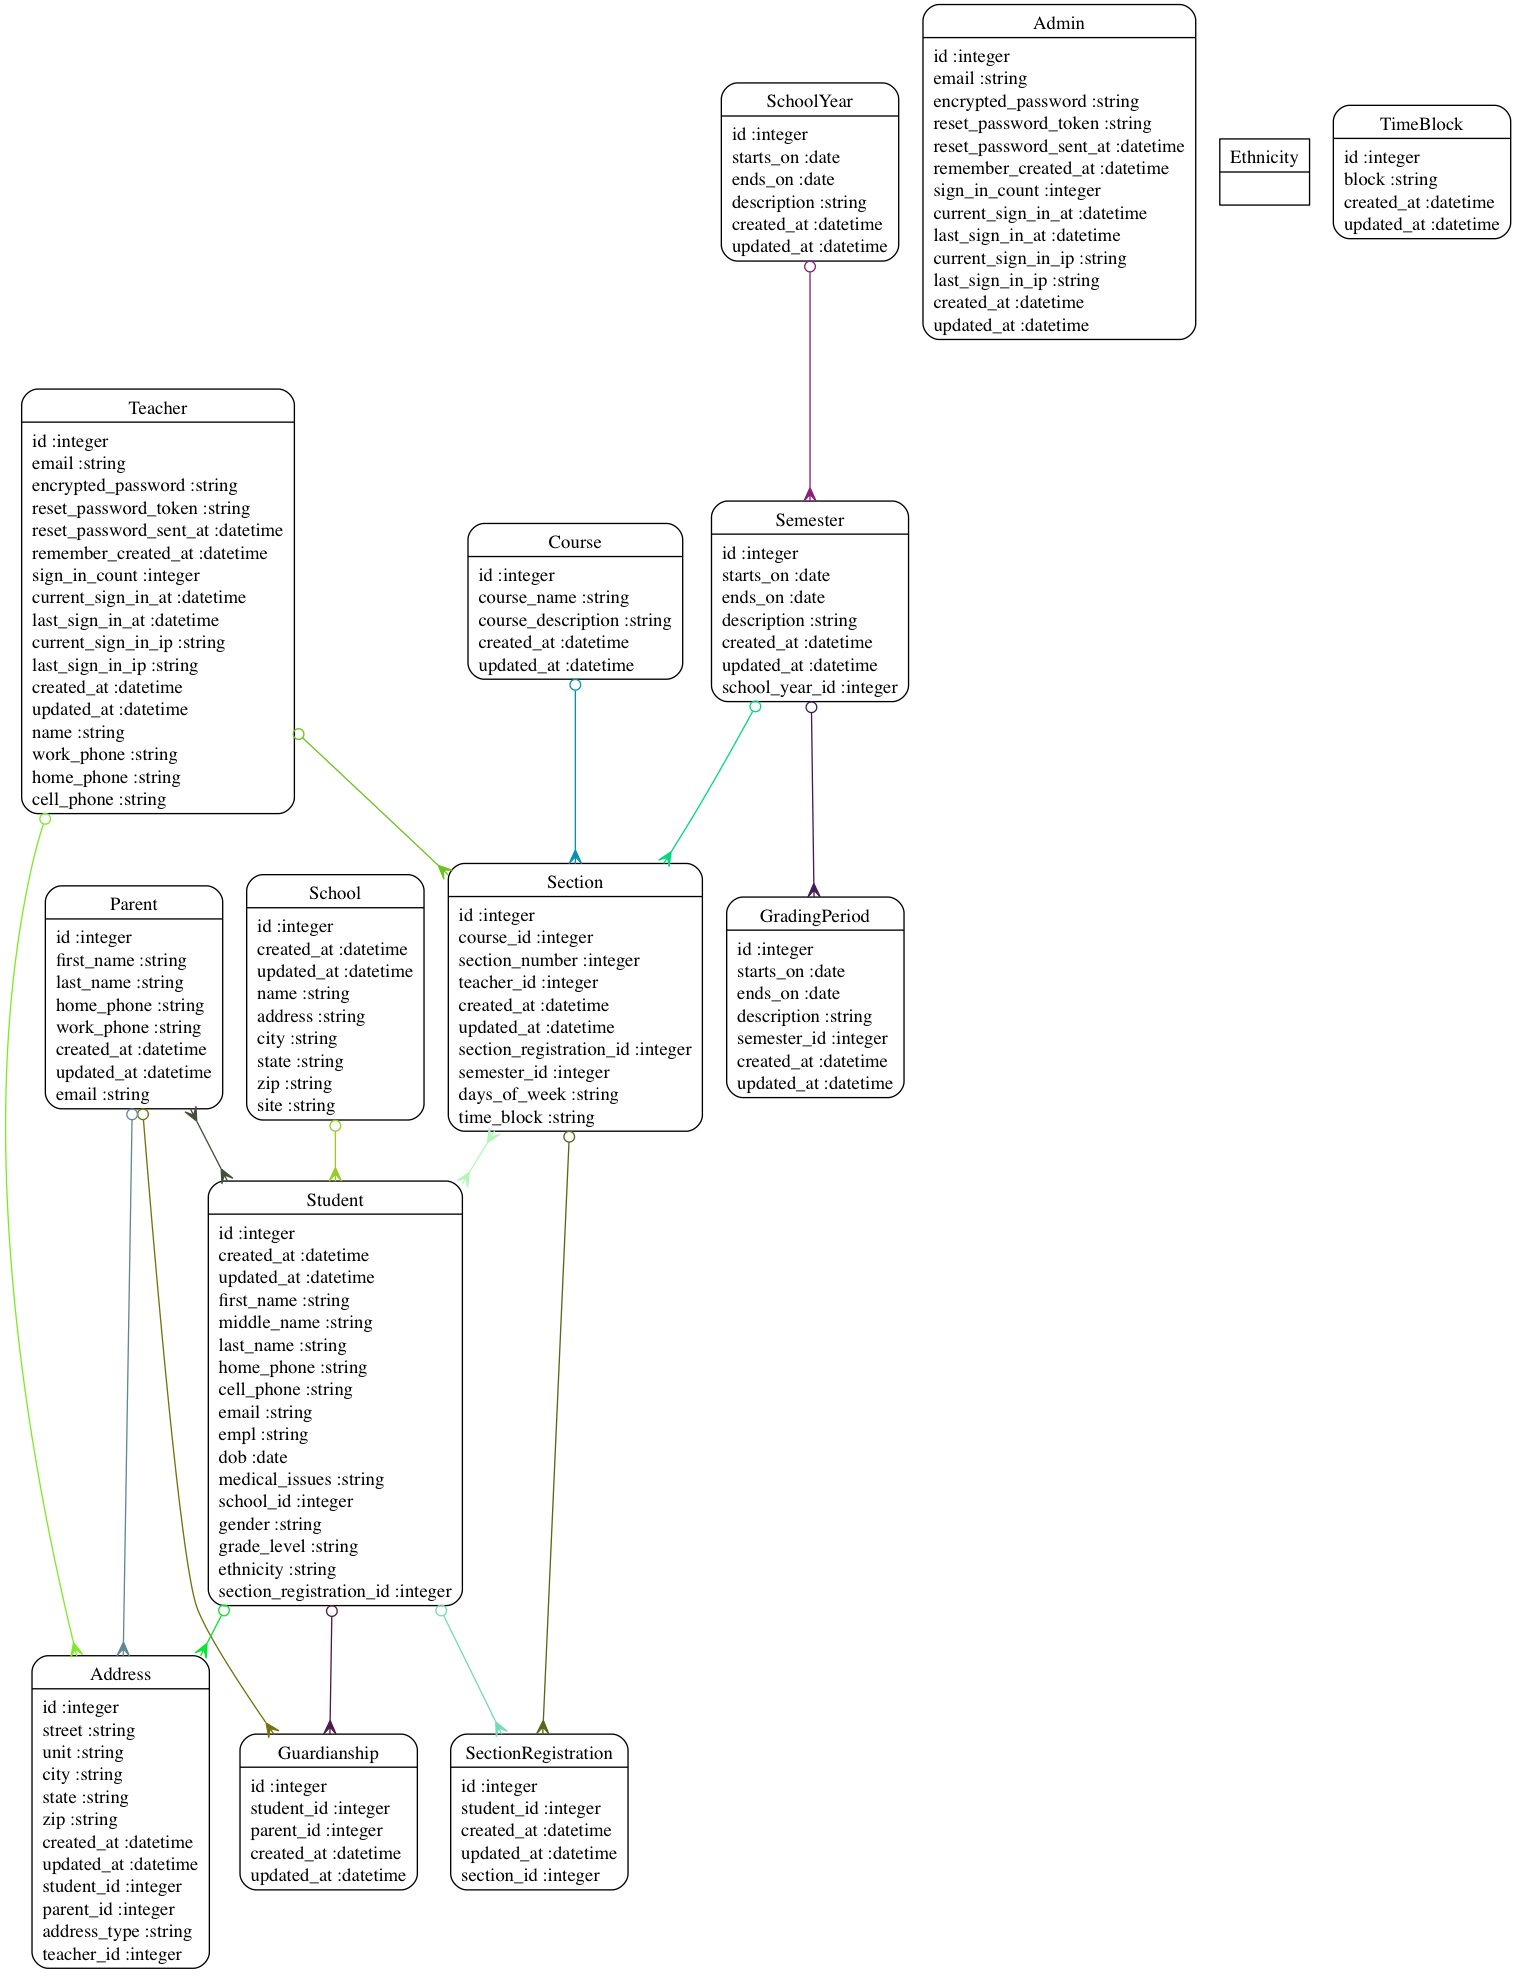 Admin
id :integer
email :string
encrypted_password :string
reset_password_token :string
reset_password_sent_at :datetime
remember_created_at :datetime
sign_in_count :integer
current_sign_in_at :datetime
last_sign_in_at :datetime
current_sign_in_ip :string
last_sign_in_ip :string
created_at :datetime
updated_at :datetime
SchoolYear
id :integer
starts_on :date
ends_on :date
description :string
created_at :datetime
updated_at :datetime
Ethnicity
TimeBlock
id :integer
block :string
created_at :datetime
updated_at :datetime
Teacher
id :integer
email :string
encrypted_password :string
reset_password_token :string
reset_password_sent_at :datetime
remember_created_at :datetime
sign_in_count :integer
current_sign_in_at :datetime
last_sign_in_at :datetime
current_sign_in_ip :string
last_sign_in_ip :string
created_at :datetime
updated_at :datetime
name :string
work_phone :string
home_phone :string
cell_phone :string
Course
id :integer
course_name :string
course_description :string
created_at :datetime
updated_at :datetime
Semester
id :integer
starts_on :date
ends_on :date
description :string
created_at :datetime
updated_at :datetime
school_year_id :integer
Parent
id :integer
first_name :string
last_name :string
home_phone :string
work_phone :string
created_at :datetime
updated_at :datetime
email :string
School
id :integer
created_at :datetime
updated_at :datetime
name :string
address :string
city :string
state :string
zip :string
site :string
Section
id :integer
course_id :integer
section_number :integer
teacher_id :integer
created_at :datetime
updated_at :datetime
section_registration_id :integer
semester_id :integer
days_of_week :string
time_block :string
GradingPeriod
id :integer
starts_on :date
ends_on :date
description :string
semester_id :integer
created_at :datetime
updated_at :datetime
Student
id :integer
created_at :datetime
updated_at :datetime
first_name :string
middle_name :string
last_name :string
home_phone :string
cell_phone :string
email :string
empl :string
dob :date
medical_issues :string
school_id :integer
gender :string
grade_level :string
ethnicity :string
section_registration_id :integer
Address
id :integer
street :string
unit :string
city :string
state :string
zip :string
created_at :datetime
updated_at :datetime
student_id :integer
parent_id :integer
address_type :string
teacher_id :integer
Guardianship
id :integer
student_id :integer
parent_id :integer
created_at :datetime
updated_at :datetime
SectionRegistration
id :integer
student_id :integer
created_at :datetime
updated_at :datetime
section_id :integer